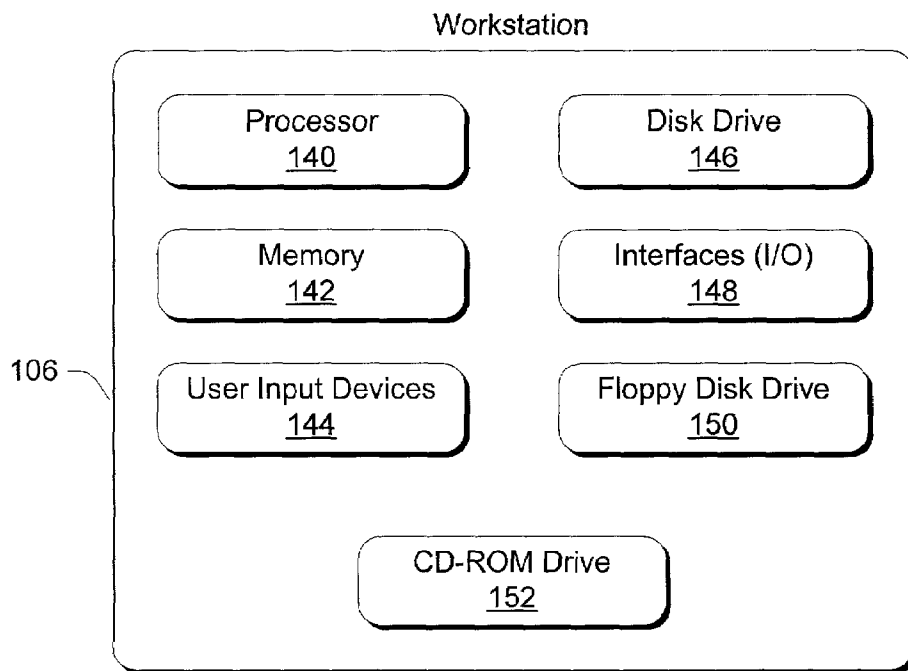 Workstation
Processor
140
Disk Drive
146
Memory
142
Interfaces (I/O)
148
106
User Input Devices
144
Floppy Disk Drive
150
CD-ROM Drive
152